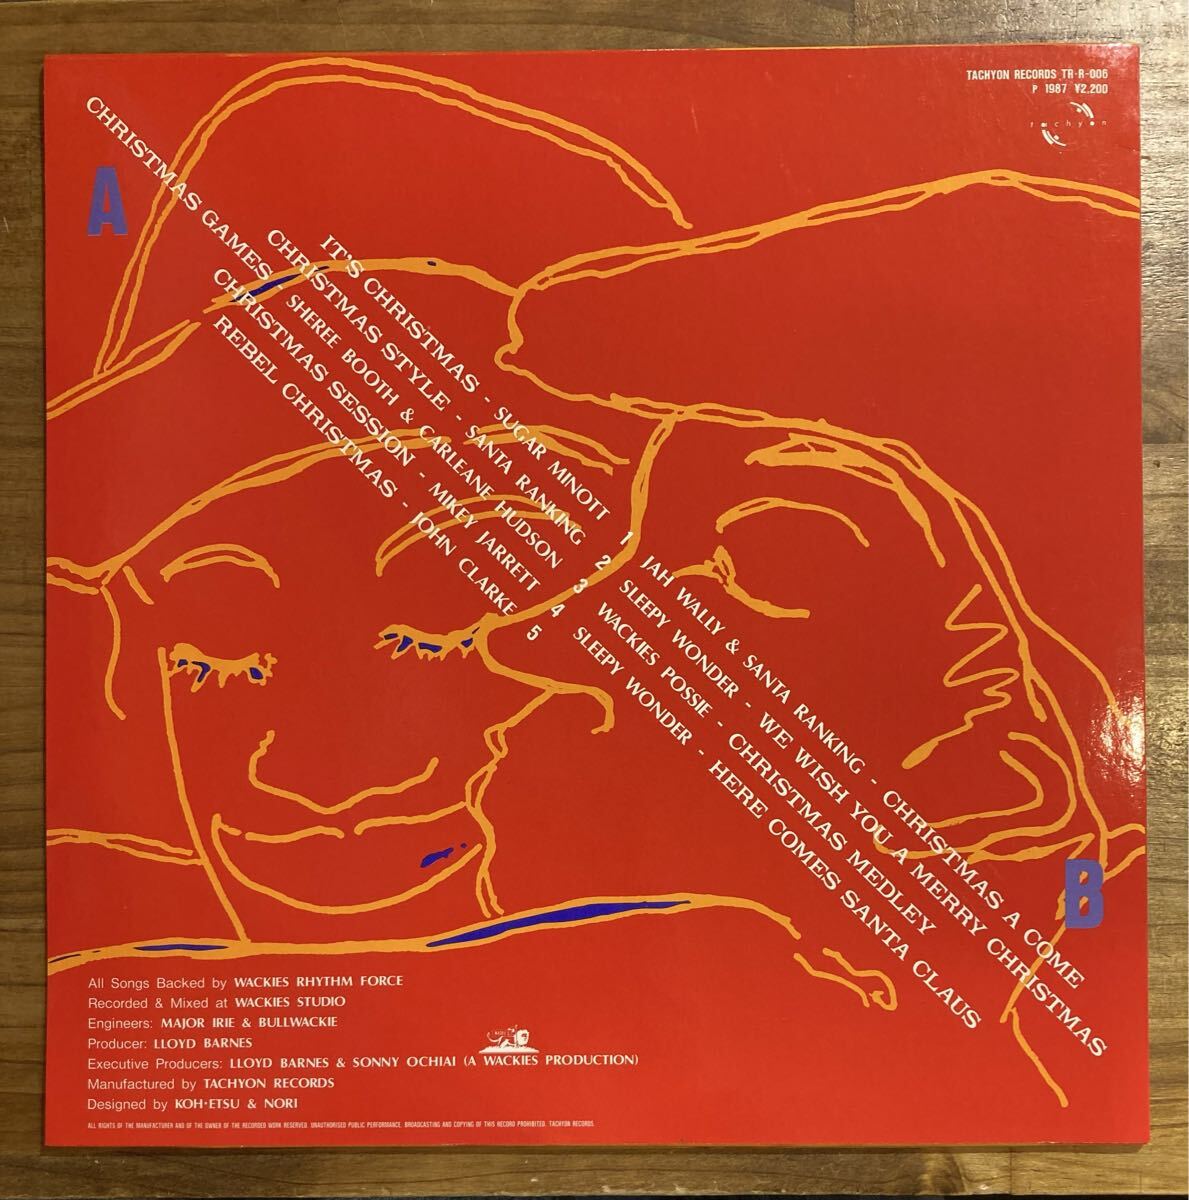 TACHYON RECORDS TR-R-006
P 1987 ¥2,200
tachyon
A
IT'S CHRISTMAS - SUGAR MINOTT 1
CHRISTMAS STYLE - SANTA RANKING 2
CHRISTMAS GAMES - SHEREE BOOTH & CARLEANE HUDSON 3
CHRISTMAS SESSION - MIKEY JARRETT 4
REBEL CHRISTMAS - JOHN CLARKE 5
JAH WALLY & SANTA RANKING - CHRISTMAS A COME
SLEEPY WONDER - WE WISH YOU A MERRY CHRISTMAS
WACKIES POSSIE - CHRISTMAS MEDLEY
SLEEPY WONDER - HERE COMES SANTA CLAUS
B
All Songs Backed by WACKIES RHYTHM FORCE
Recorded & Mixed at WACKIES STUDIO
Engineers: MAJOR IRIE & BULLWACKIE
Producer: LLOYD BARNES
Executive Producers: LLOYD BARNES & SONNY OCHIAI (A WACKIES PRODUCTION)
Manufactured by TACHYON RECORDS
Designed by KOH·ETSU & NORI
ALL RIGHTS OF THE MANUFACTURER AND OF THE OWNER OF THE RECORDED WORK RESERVED. UNAUTHORISED PUBLIC PERFORMANCE, BROADCASTING AND COPYING OF THIS RECORD PROHIBITED. TACHYON RECORDS